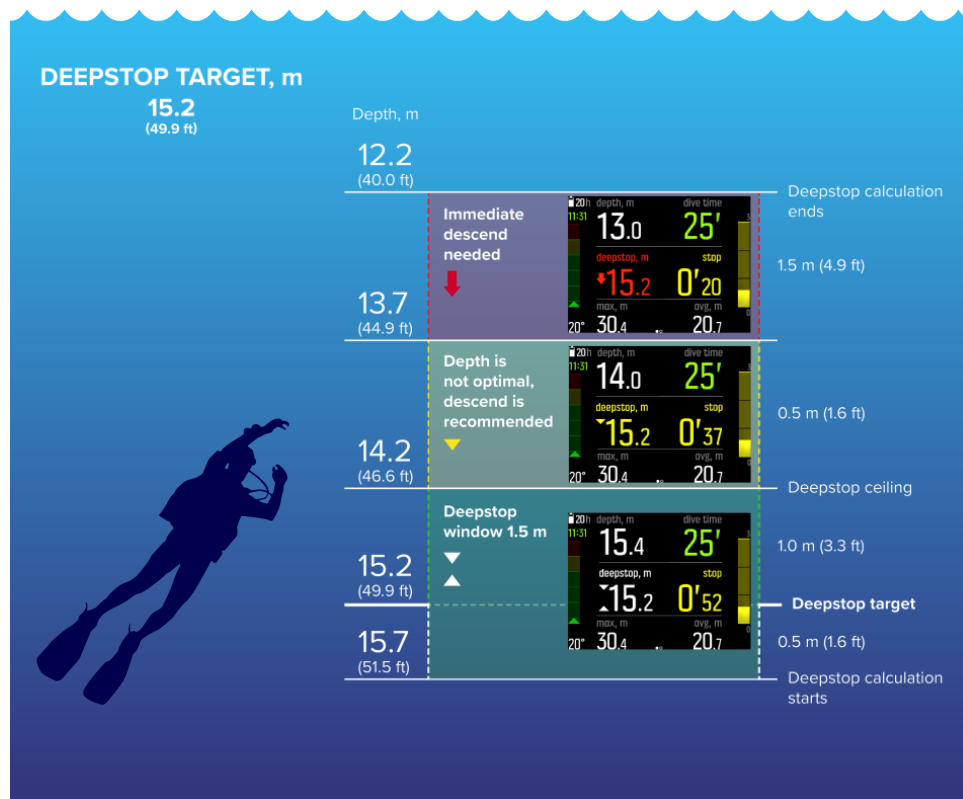 DEEPSTOP TARGET, m
15.2
(49.9 ft)
Depth, m
12.2
(40.0 ft)
Deepstop calculation
ends
Immediate
descend
needed
20h depth, m dive time
11:31
13.0 25'
deepstop, m stop
15.2 0'20
max, m avg, m
20° 30.4 20.7
3
0
1.5 m (4.9 ft)
13.7
(44.9 ft)
Depth is
not optimal,
descend is
recommended
20h depth, m dive time
11:31
14.0 25'
deepstop, m stop
15.2 0'37
max, m avg, m
20° 30.4 20.7
3
0
0.5 m (1.6 ft)
14.2
(46.6 ft)
Deepstop ceiling
Deepstop
window 1.5 m
20h depth, m dive time
11:31
15.4 25'
deepstop, m stop
15.2 0'52
max, m avg, m
20° 30.4 20.7
3
0
1.0 m (3.3 ft)
15.2
(49.9 ft)
Deepstop target
15.7
(51.5 ft)
0.5 m (1.6 ft)
Deepstop calculation
starts